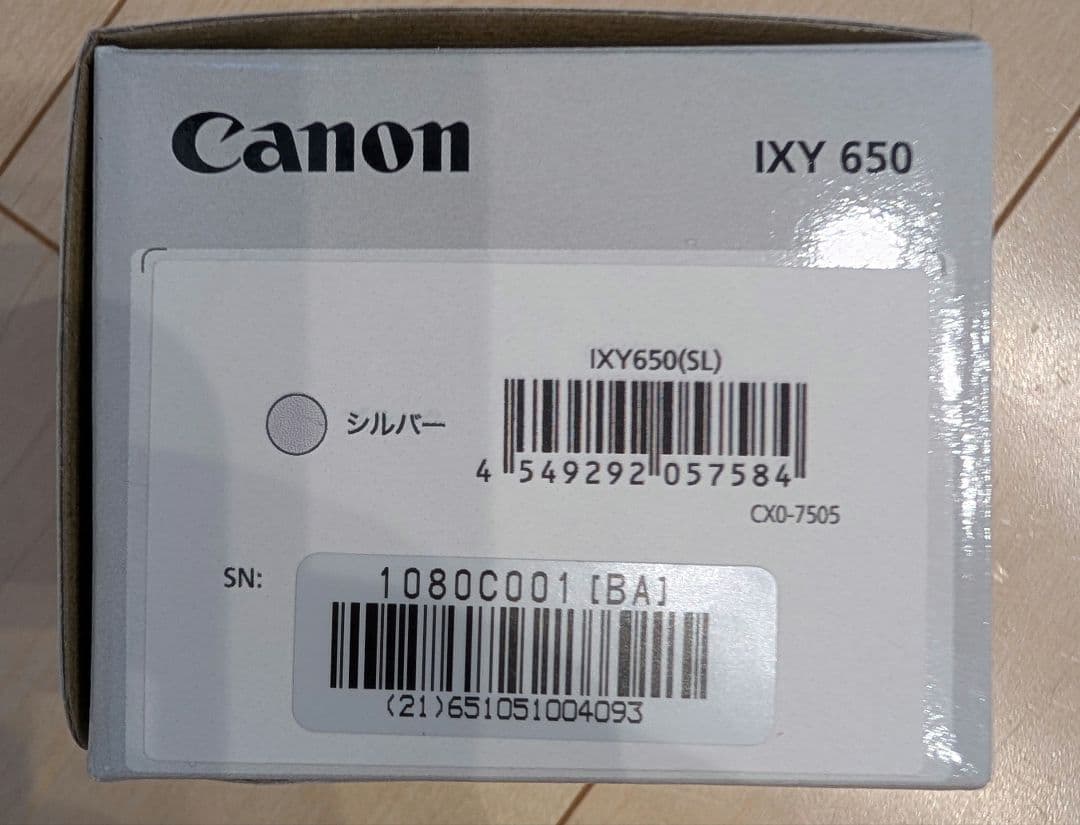 Canon IXY 650
IXY650(SL)
シルバー
4 549292 057584
CX0-7505
SN: 1080C001 [BA]
(21)651051004093